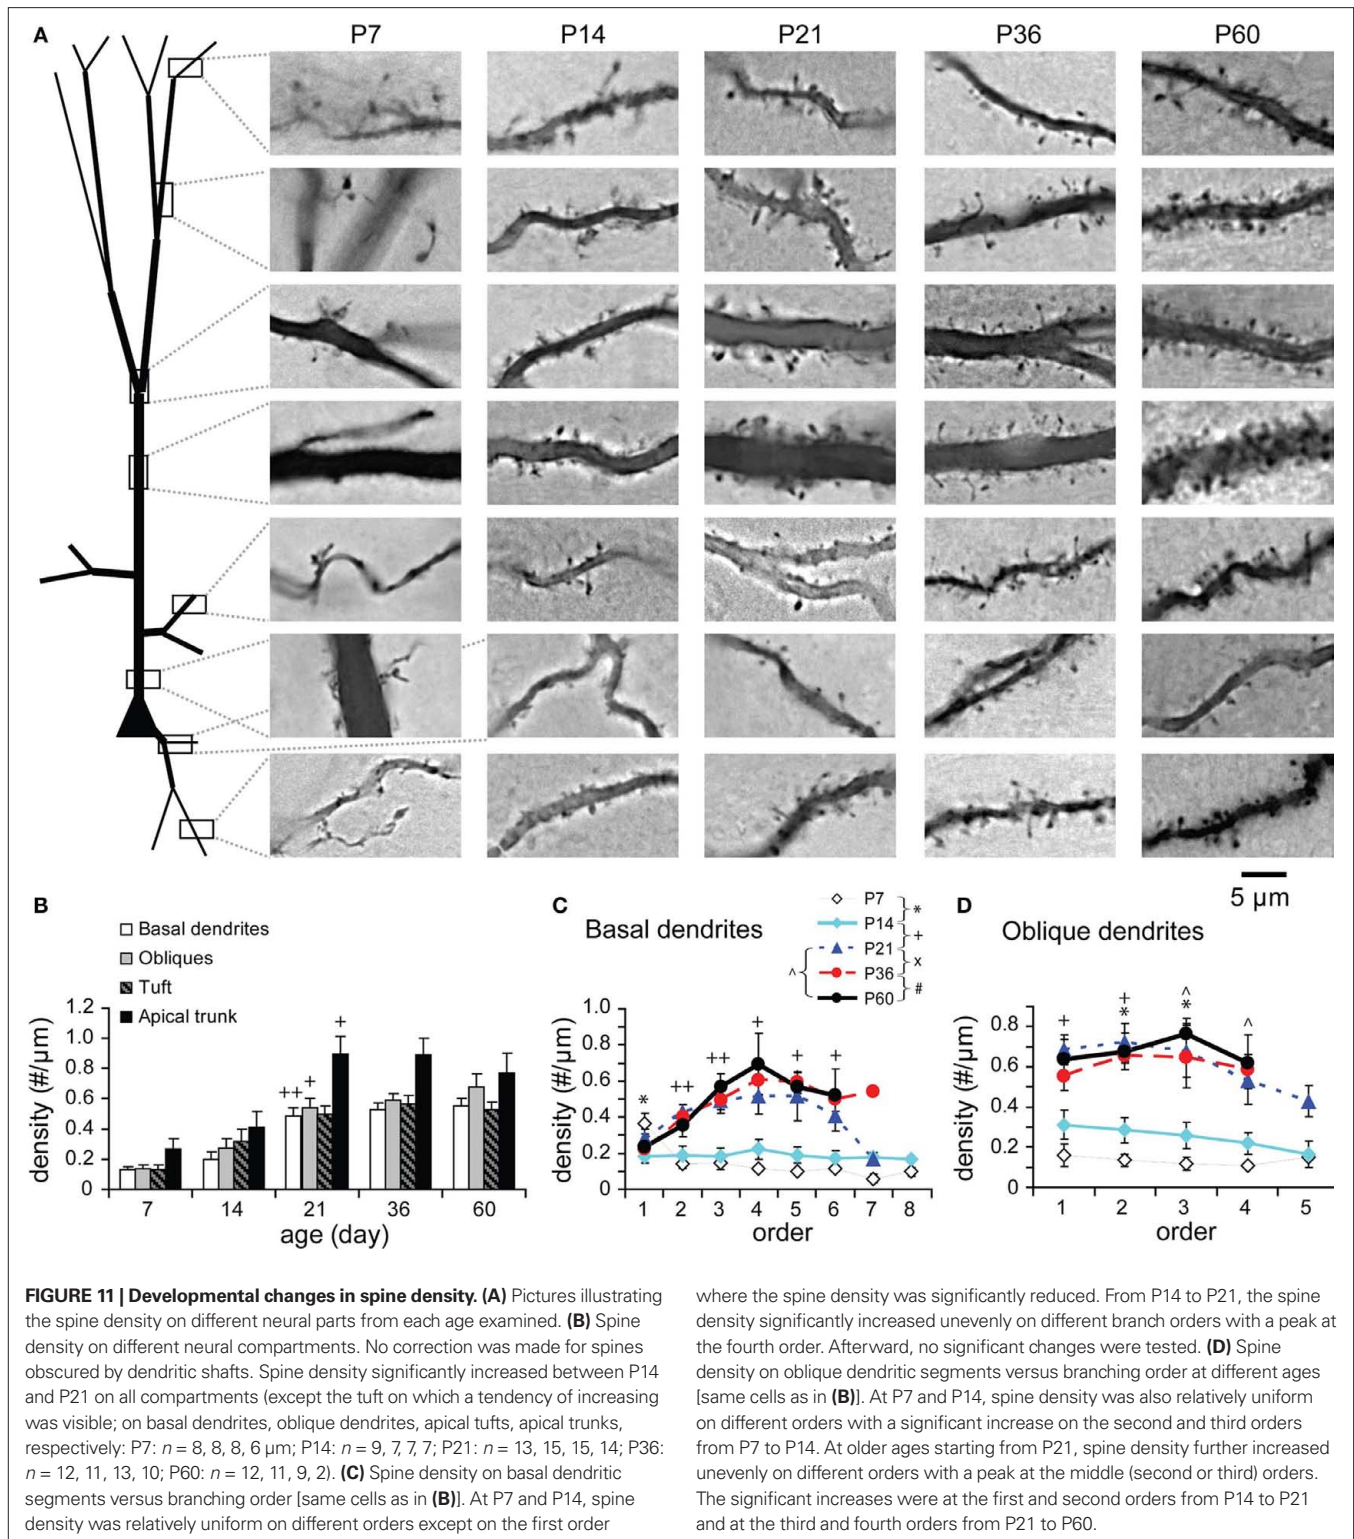 A
P7 P14 P21 P36 P60
5 µm
B
Basal dendrites
Obliques
Tuft
Apical trunk
density (#/µm)
1.2
1.0
0.8
0.6
0.4
0.2
0
++ + +
7 14 21 36 60
age (day)
C
Basal dendrites
P7
P14
P21
P36
P60
*
+
x
#
^
density (#/µm)
1.0
0.8
0.6
0.4
0.2
0
* ++ ++ + + +
1 2 3 4 5 6 7 8
order
D
Oblique dendrites
density (#/µm)
0.8
0.6
0.4
0.2
0
+ + ^ ^
* *
1 2 3 4 5
order
FIGURE 11 | Developmental changes in spine density. (A) Pictures illustrating
the spine density on different neural parts from each age examined. (B) Spine
density on different neural compartments. No correction was made for spines
obscured by dendritic shafts. Spine density significantly increased between P14
and P21 on all compartments (except the tuft on which a tendency of increasing
was visible; on basal dendrites, oblique dendrites, apical tufts, apical trunks,
respectively: P7: n = 8, 8, 8, 6 µm; P14: n = 9, 7, 7, 7; P21: n = 13, 15, 15, 14; P36:
n = 12, 11, 13, 10; P60: n = 12, 11, 9, 2). (C) Spine density on basal dendritic
segments versus branching order [same cells as in (B)]. At P7 and P14, spine
density was relatively uniform on different orders except on the first order
where the spine density was significantly reduced. From P14 to P21, the spine
density significantly increased unevenly on different branch orders with a peak at
the fourth order. Afterward, no significant changes were tested. (D) Spine
density on oblique dendritic segments versus branching order at different ages
[same cells as in (B)]. At P7 and P14, spine density was also relatively uniform
on different orders with a significant increase on the second and third orders
from P7 to P14. At older ages starting from P21, spine density further increased
unevenly on different orders with a peak at the middle (second or third) orders.
The significant increases were at the first and second orders from P14 to P21
and at the third and fourth orders from P21 to P60.